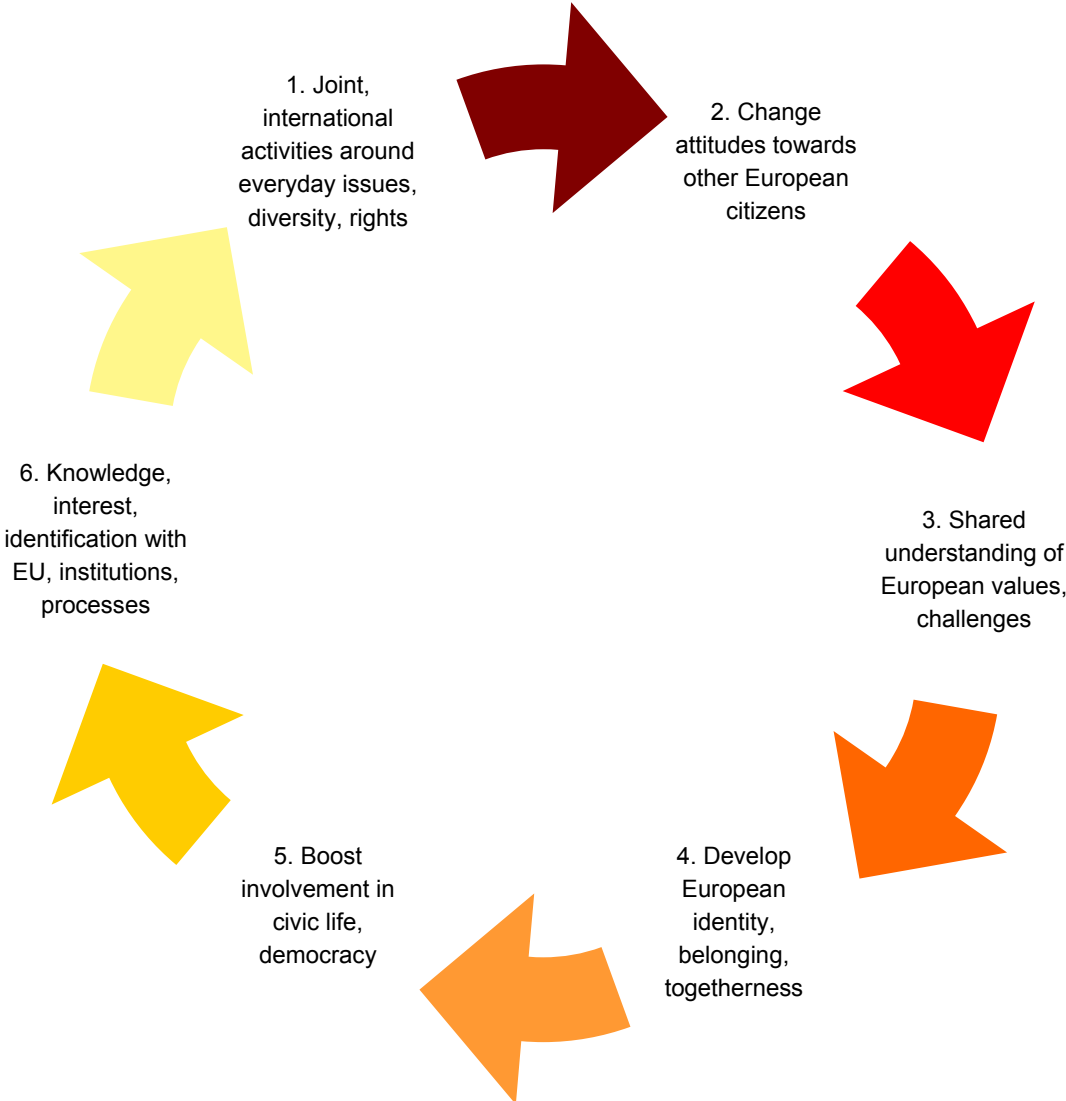 1. Joint,
international
activities around
everyday issues,
diversity, rights
2. Change
attitudes towards
other European
citizens
3. Shared
understanding of
European values,
challenges
4. Develop
European
identity,
belonging,
togetherness
5. Boost
involvement in
civic life,
democracy
6. Knowledge,
interest,
identification with
EU, institutions,
processes